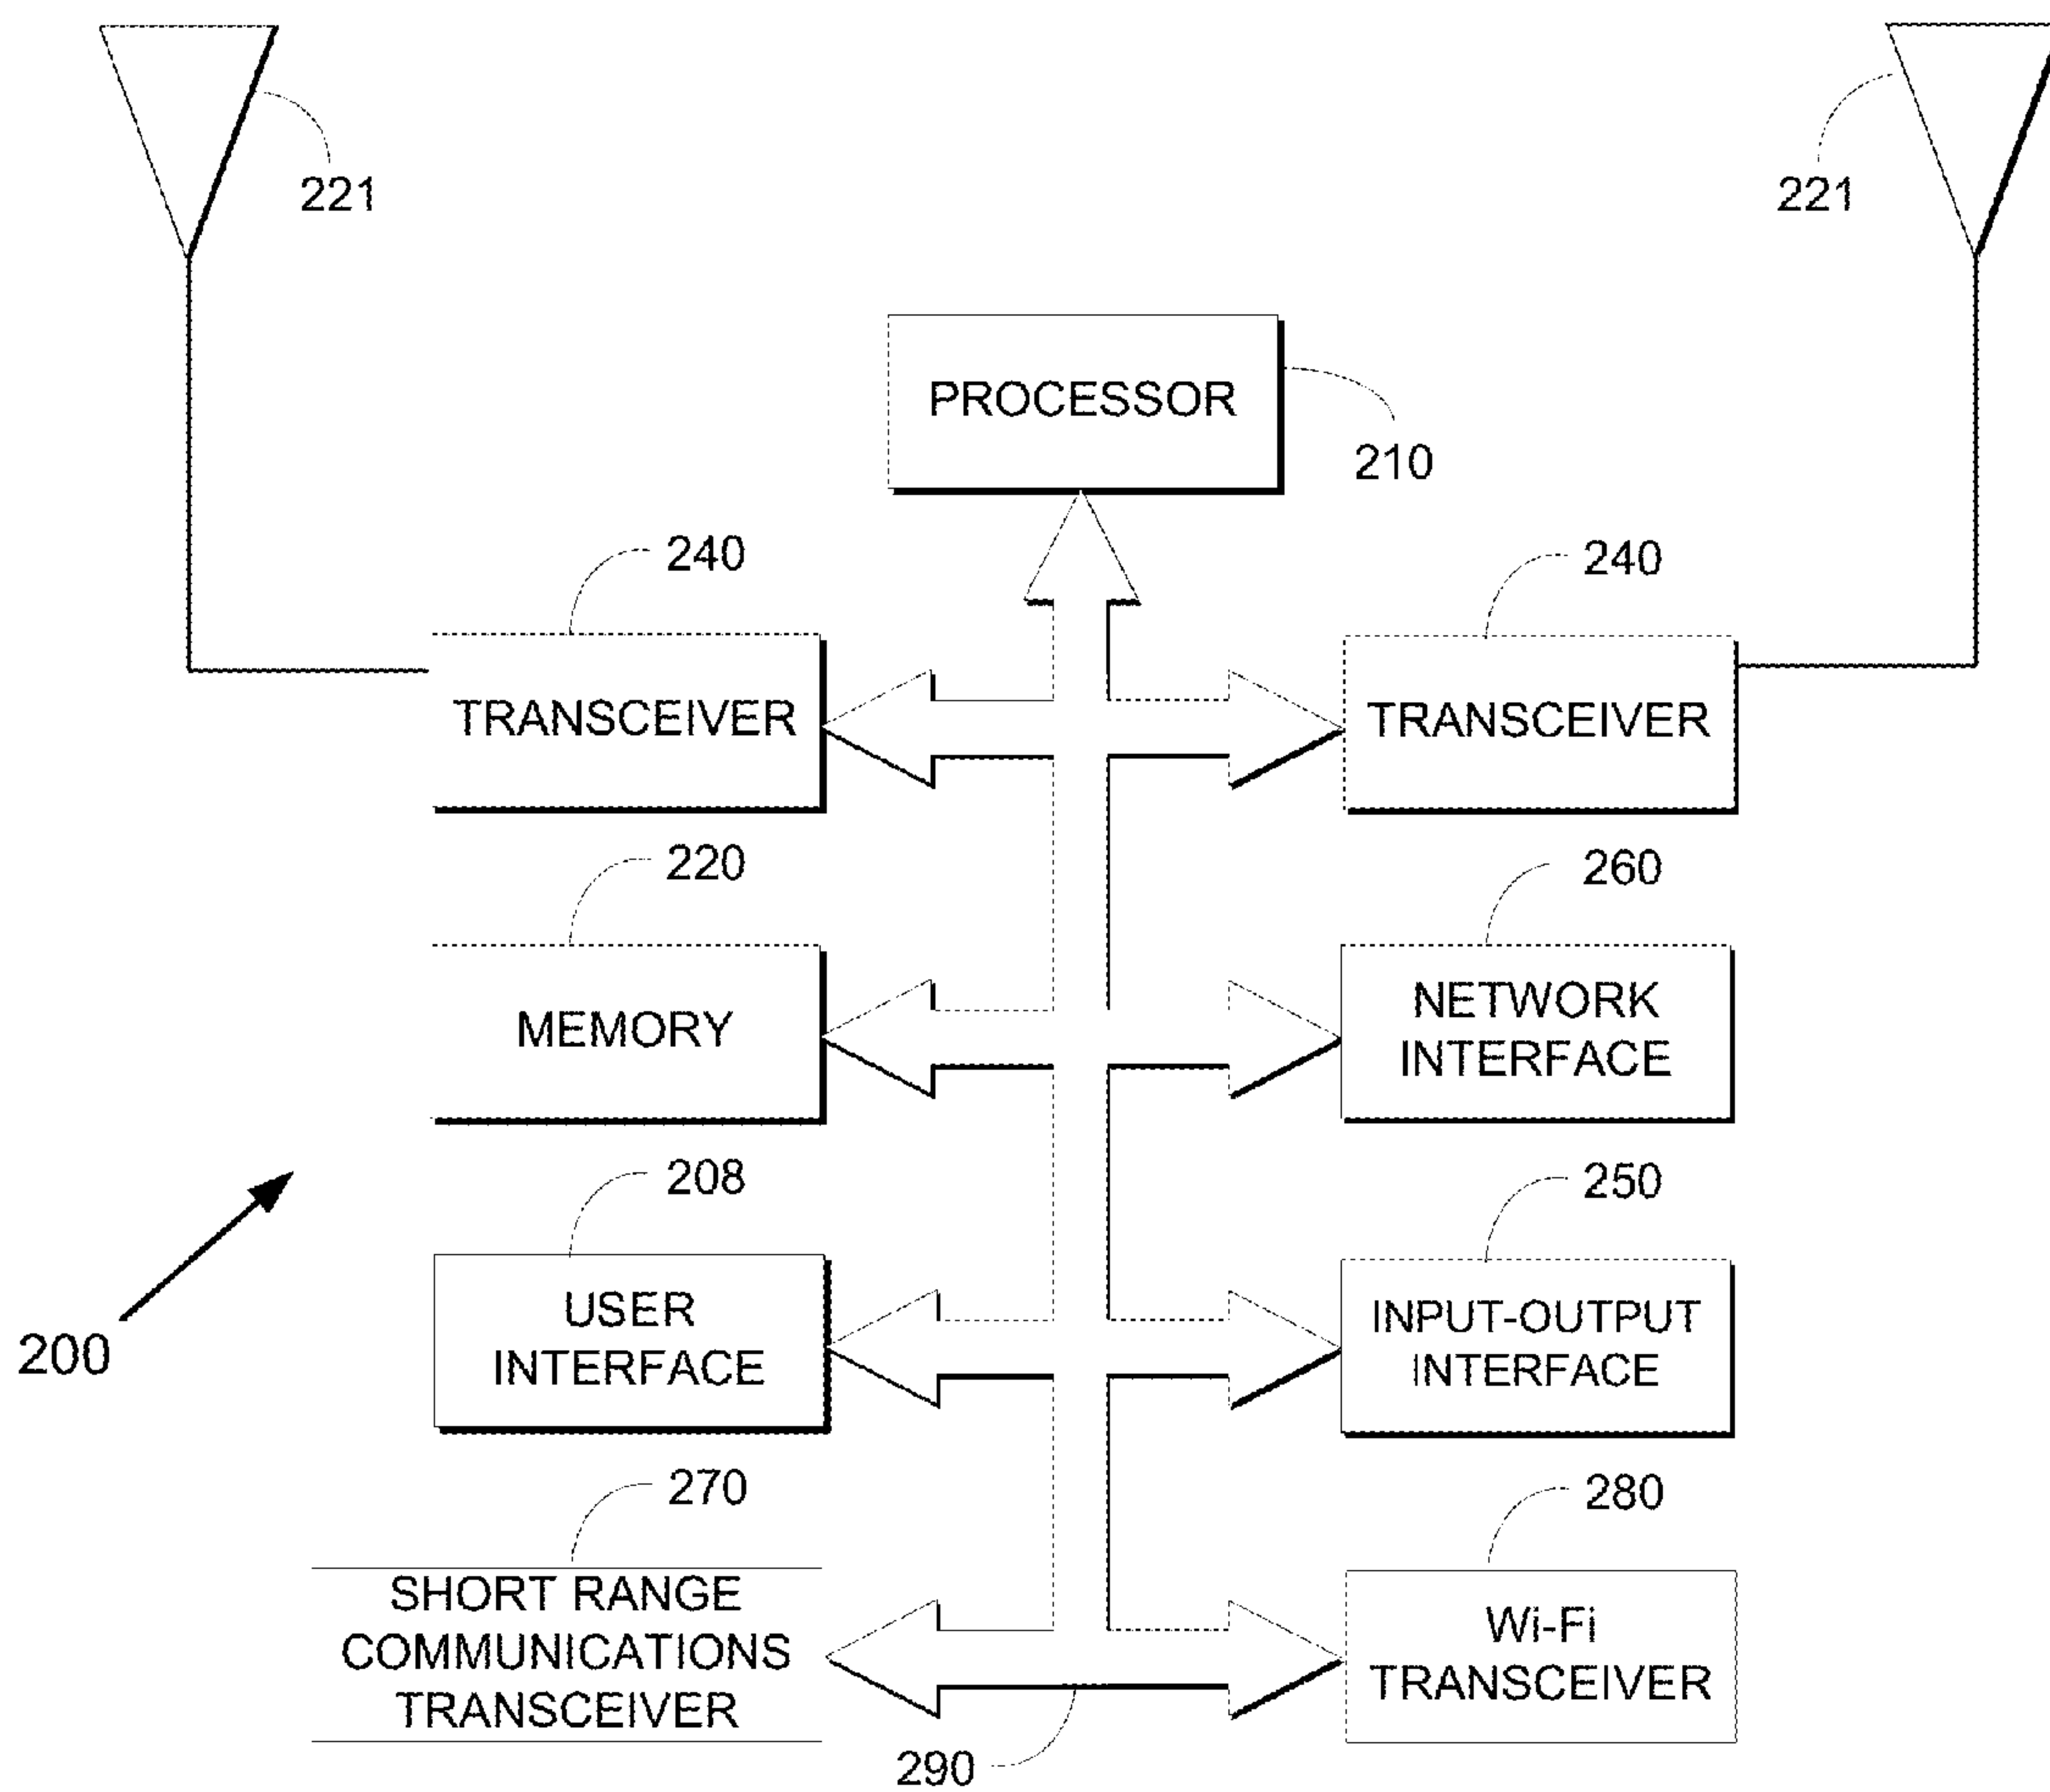 221
221
PROCESSOR
210
240
240
TRANSCEIVER
TRANSCEIVER
220
260
MEMORY
NETWORK
INTERFACE
208
250
USER
INTERFACE
INPUT-OUTPUT
INTERFACE
200
270
280
SHORT RANGE
COMMUNICATIONS
TRANSCEIVER
Wi-Fi
TRANSCEIVER
290